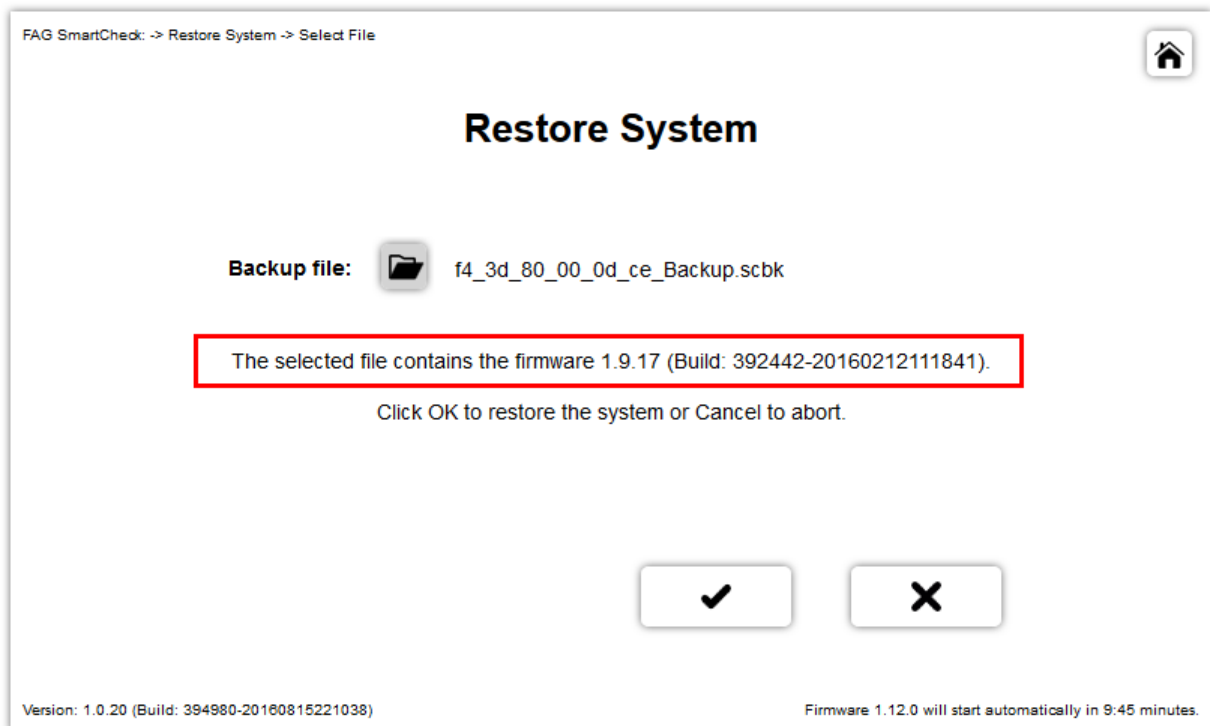 FAG SmartCheck: -> Restore System -> Select File
Restore System
Backup file: f4_3d_80_00_0d_ce_Backup.scbk
The selected file contains the firmware 1.9.17 (Build: 392442-20160212111841).
Click OK to restore the system or Cancel to abort.
Version: 1.0.20 (Build: 394980-20160815221038)
Firmware 1.12.0 will start automatically in 9:45 minutes.